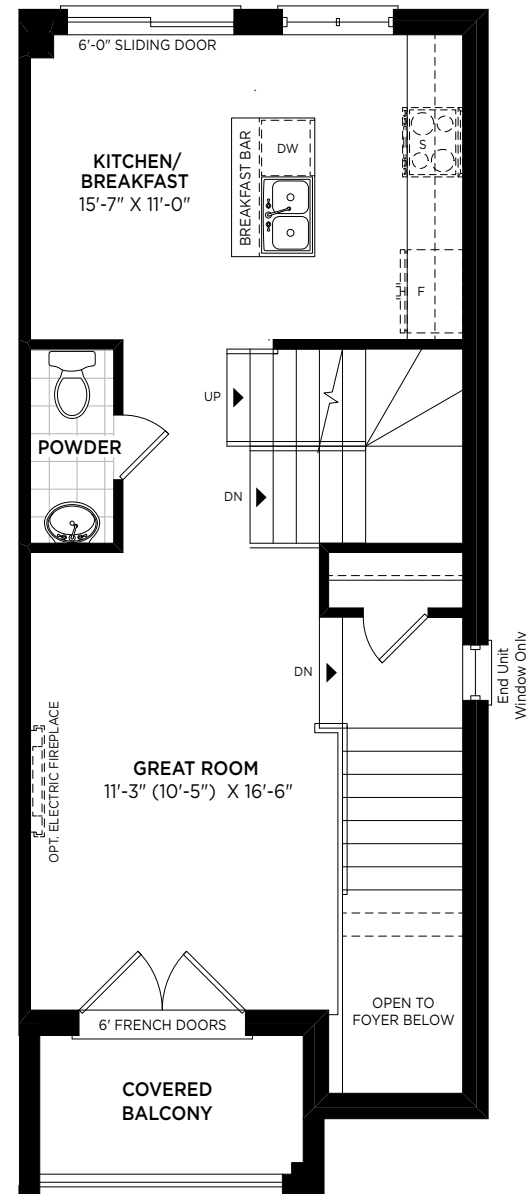 6'-0" SLIDING DOOR
KITCHEN/
BREAKFAST
15'-7" X 11'-0"
BREAKFAST BAR
DW
S
F
UP
POWDER
DN
DN
End Unit
Window Only
OPT. ELECTRIC FIREPLACE
GREAT ROOM
11'-3" (10'-5") X 16'-6"
OPEN TO
FOYER BELOW
6' FRENCH DOORS
COVERED
BALCONY